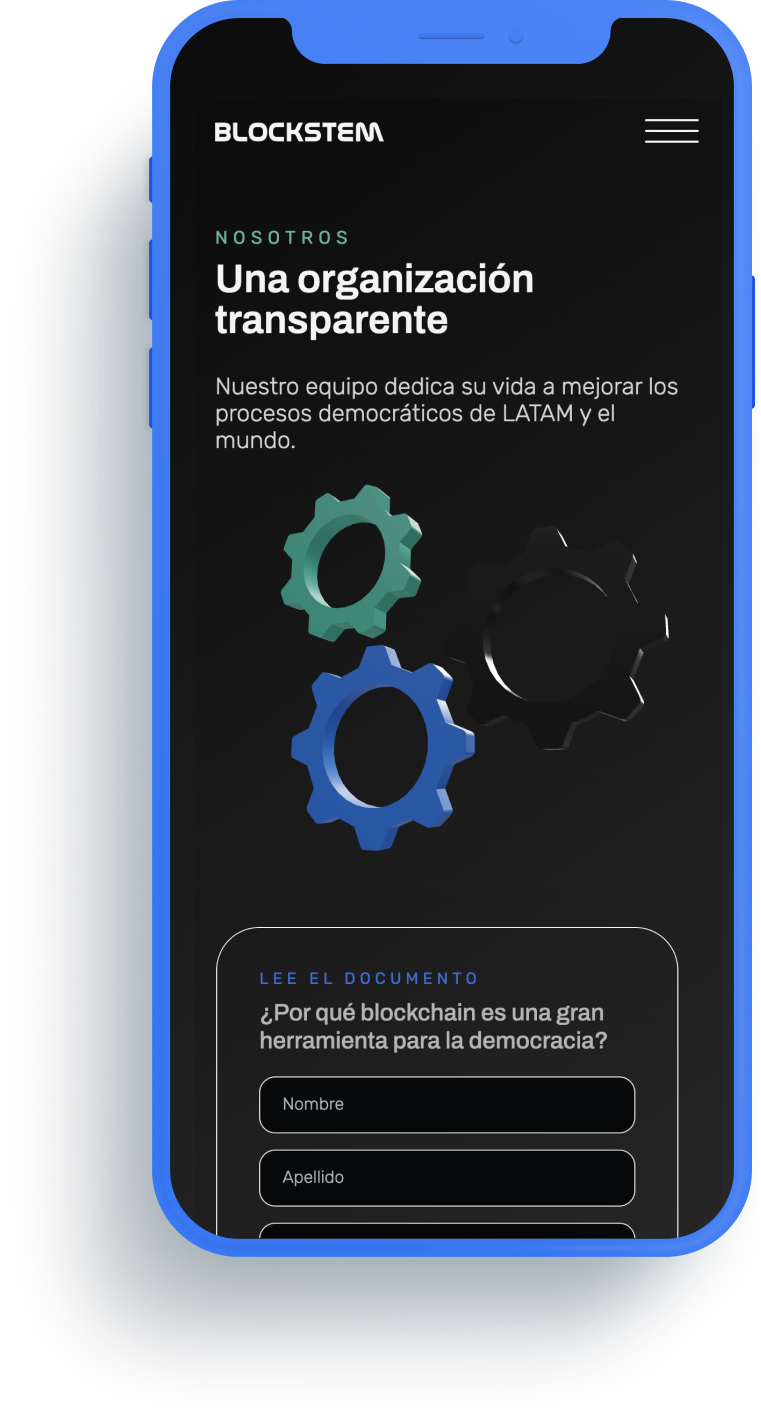 BLOCKSTEM
NOSOTROS
Una organización
transparente
Nuestro equipo dedica su vida a mejorar los
procesos democráticos de LATAM y el
mundo.
LEE EL DOCUMENTO
¿Por qué blockchain es una gran
herramienta para la democracia?
Nombre
Apellido